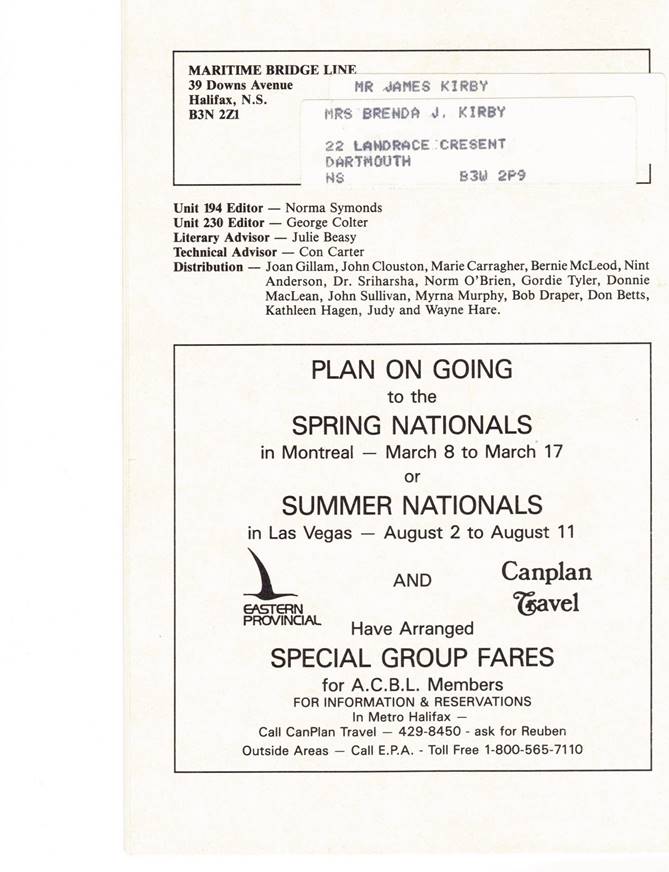 MARITIME BRIDGE LINE
39 Downs Avenue
Halifax, N.S.
B3N 2Z1
MR JAMES KIRBY
MRS BRENDA J. KIRBY
22 LANDRACE CRESENT
DARTMOUTH
NS B3W 2P9
Unit 194 Editor — Norma Symonds
Unit 230 Editor — George Colter
Literary Advisor — Julie Beasy
Technical Advisor — Con Carter
Distribution — Joan Gillam, John Clouston, Marie Carragher, Bernie McLeod, Nint
Anderson, Dr. Sriharsha, Norm O'Brien, Gordie Tyler, Donnie
MacLean, John Sullivan, Myrna Murphy, Bob Draper, Don Betts,
Kathleen Hagen, Judy and Wayne Hare.
PLAN ON GOING
to the
SPRING NATIONALS
in Montreal — March 8 to March 17
or
SUMMER NATIONALS
in Las Vegas — August 2 to August 11
EASTERN
PROVINCIAL
AND
Canplan
Travel
Have Arranged
SPECIAL GROUP FARES
for A.C.B.L. Members
FOR INFORMATION & RESERVATIONS
In Metro Halifax —
Call CanPlan Travel — 429-8450 - ask for Reuben
Outside Areas — Call E.P.A. - Toll Free 1-800-565-7110